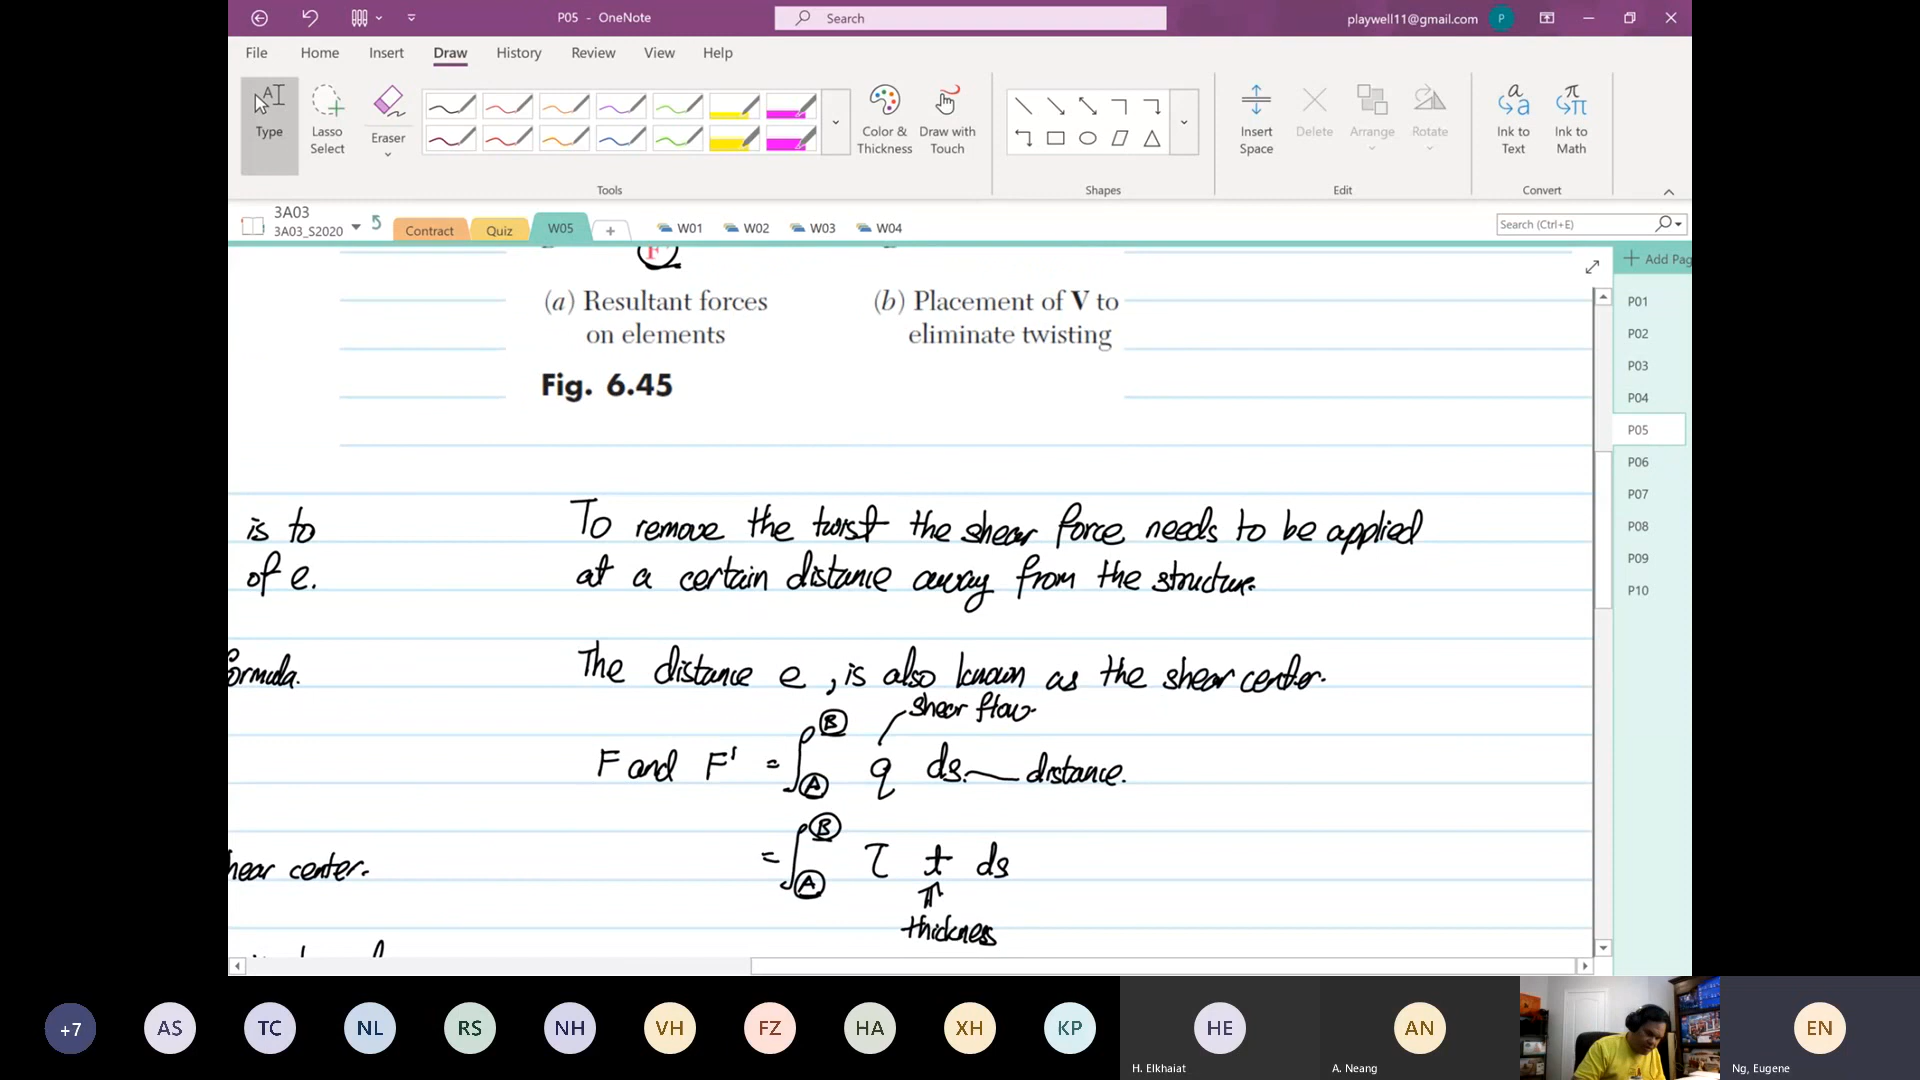 P05 - OneNote
Search
playwell11@gmail.com
P
File Home Insert Draw History Review View Help
Type
Lasso Select
Eraser
Color & Thickness
Draw with Touch
Insert Space
Delete
Arrange
Rotate
Ink to Text
Ink to Math
Tools
Shapes
Edit
Convert
3A03
3A03_S2020
Contract
Quiz
W05
W01
W02
W03
W04
Search (Ctrl+E)
Add Pag
P01
P02
P03
P04
P05
P06
P07
P08
P09
P10
F
(a) Resultant forces
on elements
(b) Placement of V to
eliminate twisting
Fig. 6.45
is to
of e.
formula.
hear center.
To remove the twist the shear force needs to be applied
at a certain distance away from the structure.
The distance e, is also known as the shear center.
shear flow
F and F' = ∫ A B q ds. distance.
= ∫ A B τ t ds
thickness
+7 AS TC NL RS NH VH FZ HA XH KP HE AN EN
H. Elkhaiat
A. Neang
Ng, Eugene